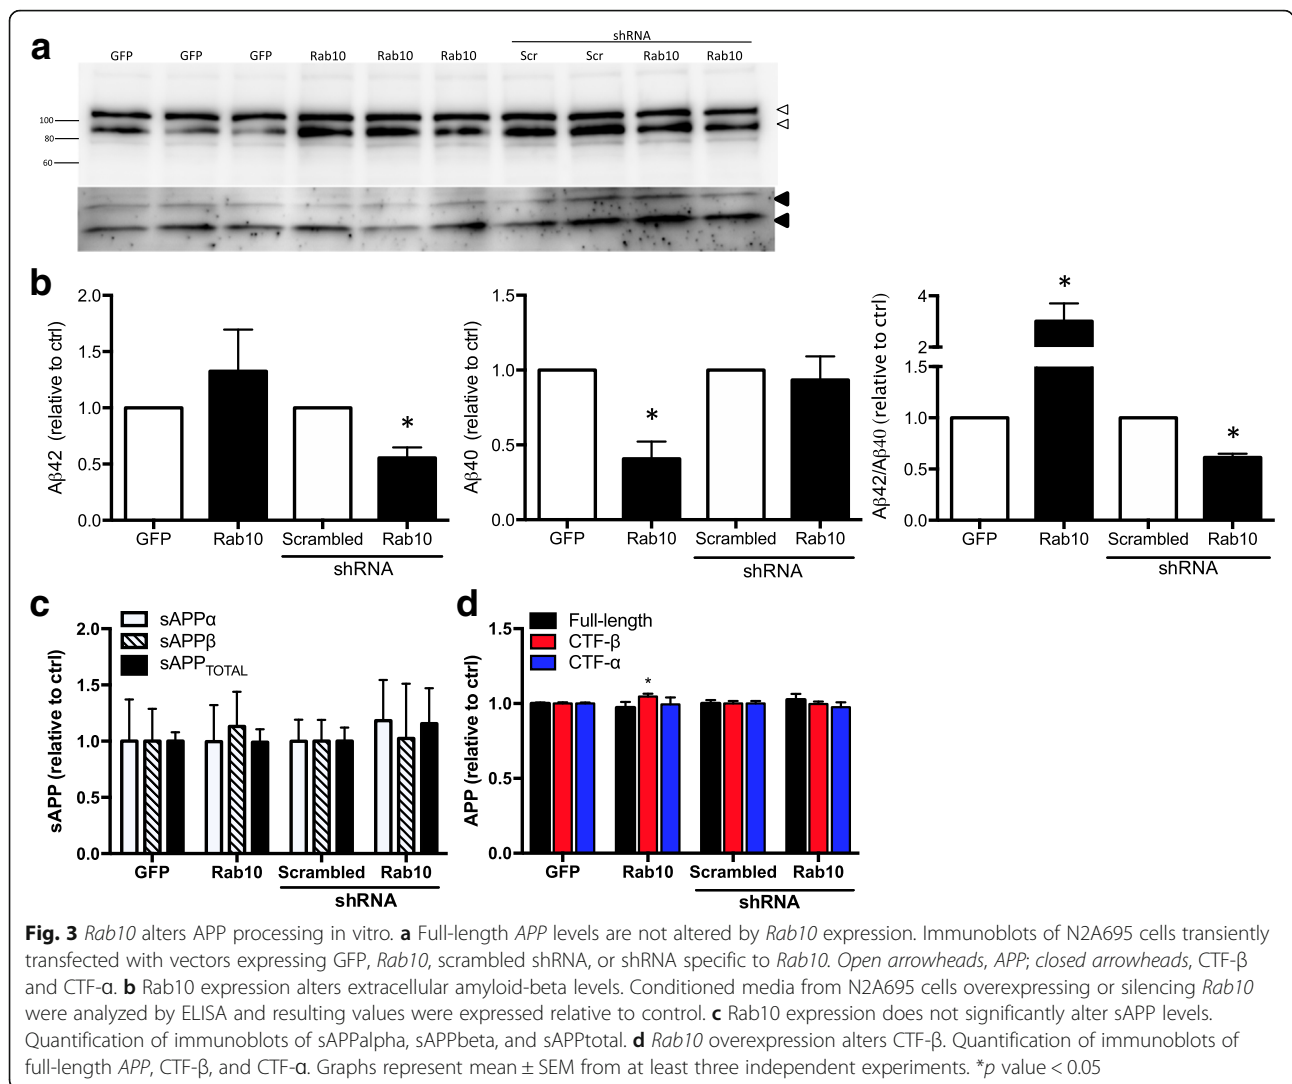 a
shRNA
GFP GFP GFP Rab10 Rab10 Rab10 Scr Scr Rab10 Rab10
100
80
60
b
Aβ42 (relative to ctrl)
2.0
1.5
1.0
0.5
0.0
GFP Rab10 Scrambled Rab10
shRNA
*
Aβ40 (relative to ctrl)
1.5
1.0
0.5
0.0
GFP Rab10 Scrambled Rab10
shRNA
*
Aβ42/Aβ40 (relative to ctrl)
4
2
1.5
1.0
0.5
0.0
GFP Rab10 Scrambled Rab10
shRNA
*
*
c
sAPPα
sAPPβ
sAPPTOTAL
sAPP (relative to ctrl)
2.0
1.5
1.0
0.5
0.0
GFP Rab10 Scrambled Rab10
shRNA
d
Full-length
CTF-β
CTF-α
APP (relative to ctrl)
1.5
1.0
0.5
0.0
*
GFP Rab10 Scrambled Rab10
shRNA
Fig. 3 Rab10 alters APP processing in vitro. a Full-length APP levels are not altered by Rab10 expression. Immunoblots of N2A695 cells transiently
transfected with vectors expressing GFP, Rab10, scrambled shRNA, or shRNA specific to Rab10. Open arrowheads, APP; closed arrowheads, CTF-β
and CTF-α. b Rab10 expression alters extracellular amyloid-beta levels. Conditioned media from N2A695 cells overexpressing or silencing Rab10
were analyzed by ELISA and resulting values were expressed relative to control. c Rab10 expression does not significantly alter sAPP levels.
Quantification of immunoblots of sAPPalpha, sAPPbeta, and sAPPtotal. d Rab10 overexpression alters CTF-β. Quantification of immunoblots of
full-length APP, CTF-β, and CTF-α. Graphs represent mean ± SEM from at least three independent experiments. *p value < 0.05